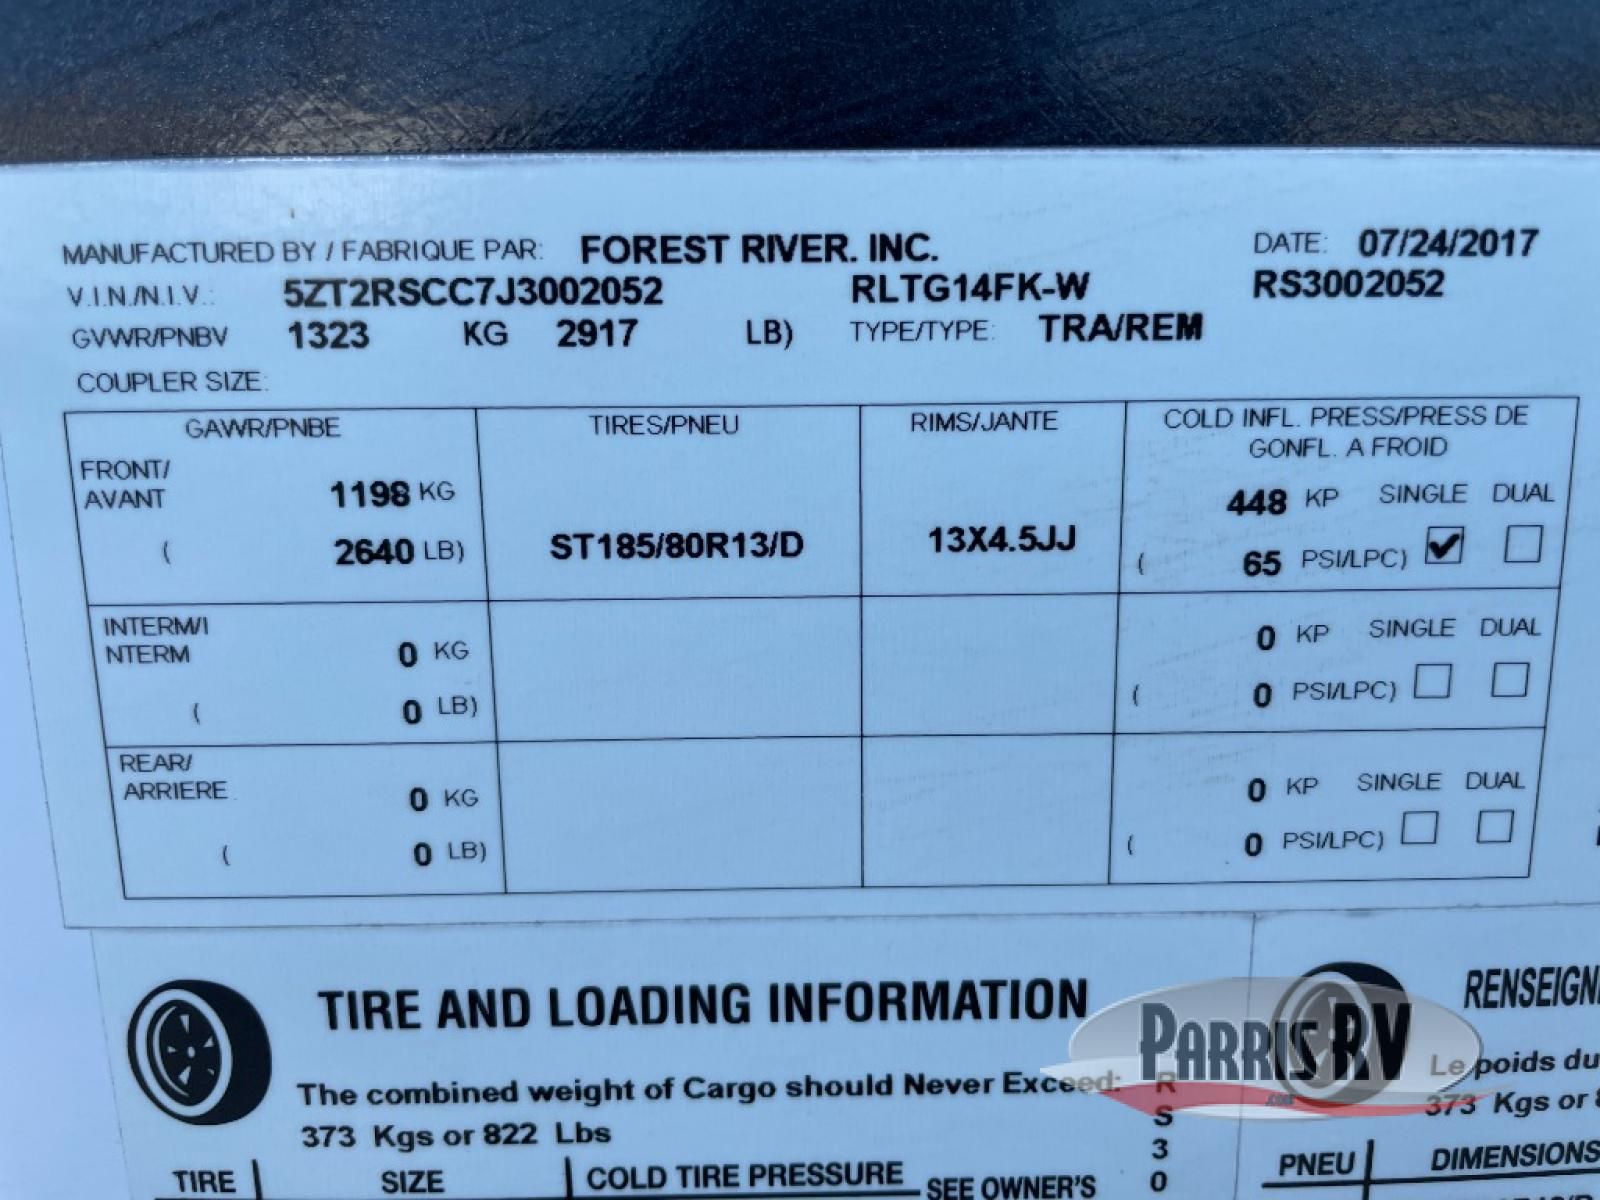 MANUFACTURED BY / FABRIQUE PAR: FOREST RIVER. INC. DATE: 07/24/2017
V.I.N./N.I.V.: 5ZT2RSCC7J3002052 RLTG14FK-W RS3002052
GVWR/PNBV 1323 KG 2917 LB) TYPE/TYPE: TRA/REM
COUPLER SIZE:
GAWR/PNBE TIRES/PNEU RIMS/JANTE COLD INFL. PRESS/PRESS DE
GONFL. A FROID
FRONT/
AVANT 1198 KG 448 KP SINGLE DUAL
( 2640 LB) ST185/80R13/D 13X4.5JJ ( 65 PSI/LPC)
INTERM/I
NTERM 0 KG 0 KP SINGLE DUAL
( 0 LB) ( 0 PSI/LPC)
REAR/
ARRIERE 0 KG 0 KP SINGLE DUAL
( 0 LB) ( 0 PSI/LPC)
TIRE AND LOADING INFORMATION
The combined weight of Cargo should Never Exceed:
373 Kgs or 822 Lbs
TIRE SIZE COLD TIRE PRESSURE SEE OWNER'S
R
S
3
0
PARRIS RV
.com
RENSEIGN
Le poids du
373 Kgs or
PNEU DIMENSIONS